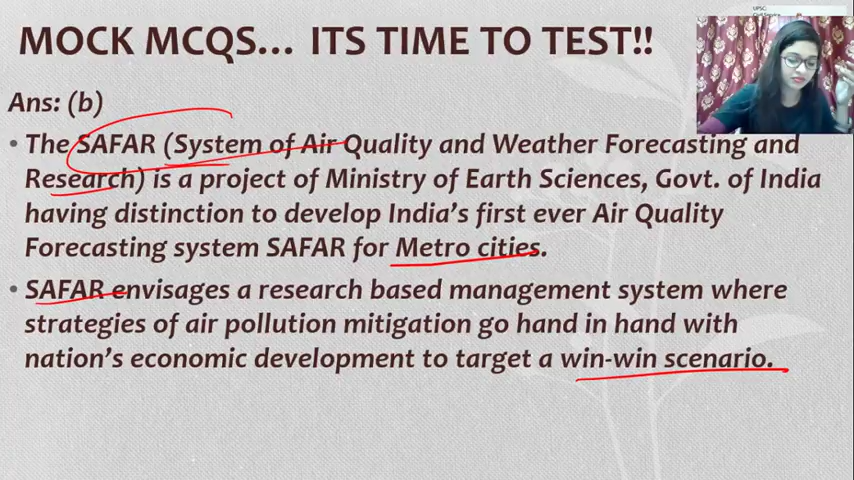 MOCK MCQS... ITS TIME TO TEST!!
UPSC
Ans: (b)
• The SAFAR (System of Air Quality and Weather Forecasting and
Research) is a project of Ministry of Earth Sciences, Govt. of India
having distinction to develop India's first ever Air Quality
Forecasting system SAFAR for Metro cities.
• SAFAR envisages a research based management system where
strategies of air pollution mitigation go hand in hand with
nation's economic development to target a win-win scenario.